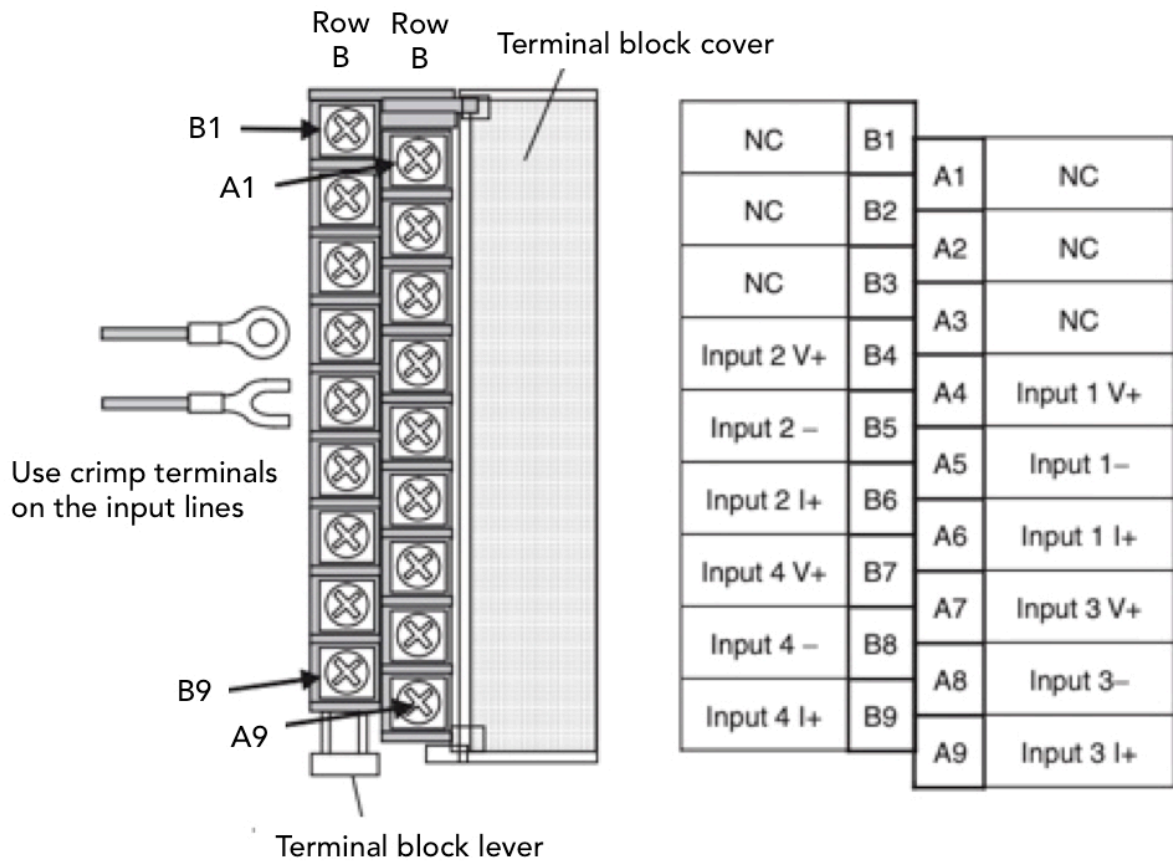 Row Row
B B
Terminal block cover
B1
A1
B9
A9
Use crimp terminals
on the input lines
Terminal block lever
NC B1
A1 NC
NC B2
A2 NC
NC B3
A3 NC
Input 2 V+ B4
A4 Input 1 V+
Input 2 – B5
A5 Input 1–
Input 2 I+ B6
A6 Input 1 I+
Input 4 V+ B7
A7 Input 3 V+
Input 4 – B8
A8 Input 3–
Input 4 I+ B9
A9 Input 3 I+